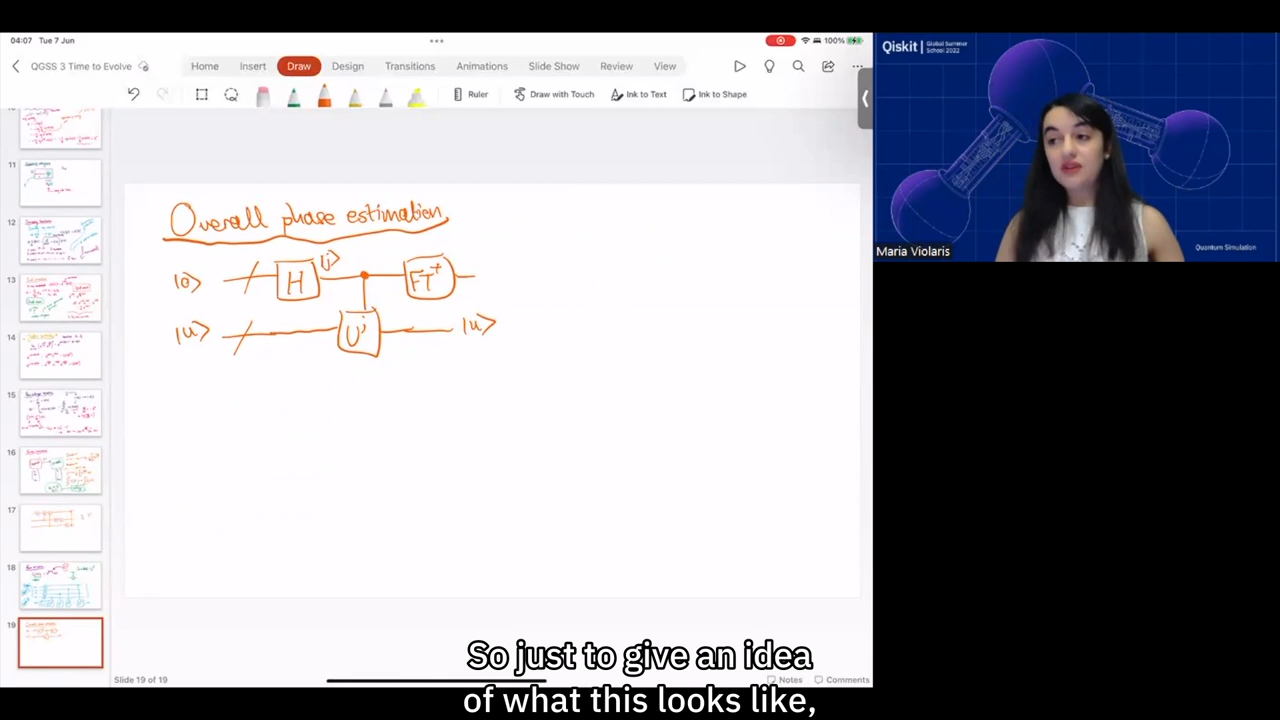 04:07 Tue 7 Jun
100%
QGSS 3 Time to Evolve
Home Insert Draw Design Transitions Animations Slide Show Review View
Ruler Draw with Touch Ink to Text Ink to Shape
Qiskit | Global Summer School 2022
Maria Violaris
Quantum Simulation
11
12
13
14
15
16
17
18
19
Overall phase estimation
|0> H |j> FT†
|u> U^j |u>
Slide 19 of 19
Notes Comments
So just to give an idea
of what this looks like,